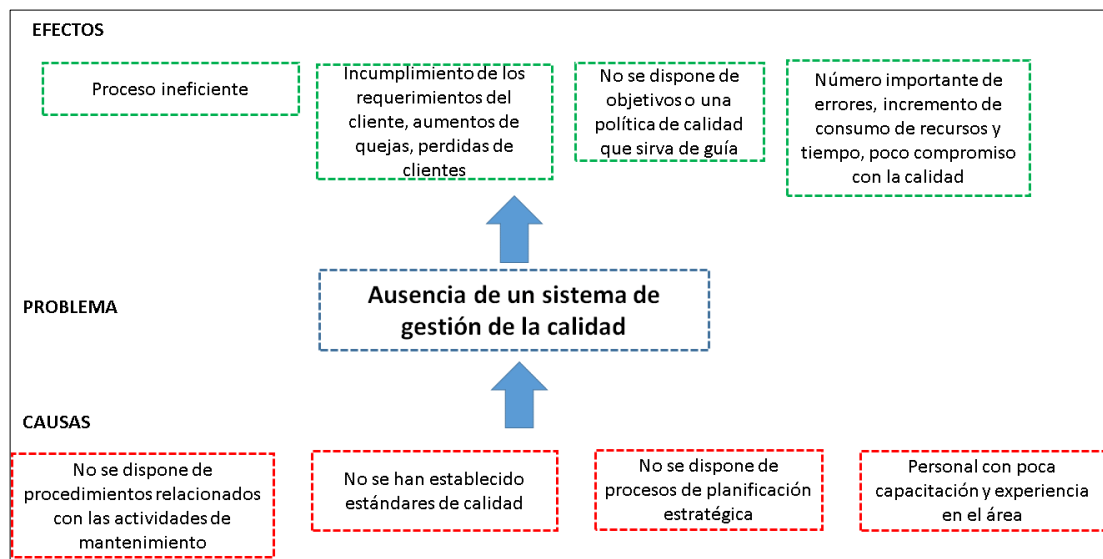 EFECTOS
Proceso ineficiente
Incumplimiento de los
requerimientos del
cliente, aumentos de
quejas, perdidas de
clientes
No se dispone de
objetivos o una
política de calidad
que sirva de guía
Número importante de
errores, incremento de
consumo de recursos y
tiempo, poco compromiso
con la calidad
PROBLEMA
Ausencia de un sistema de
gestión de la calidad
CAUSAS
No se dispone de
procedimientos relacionados
con las actividades de
mantenimiento
No se han establecido
estándares de calidad
No se dispone de
procesos de planificación
estratégica
Personal con poca
capacitación y experiencia
en el área